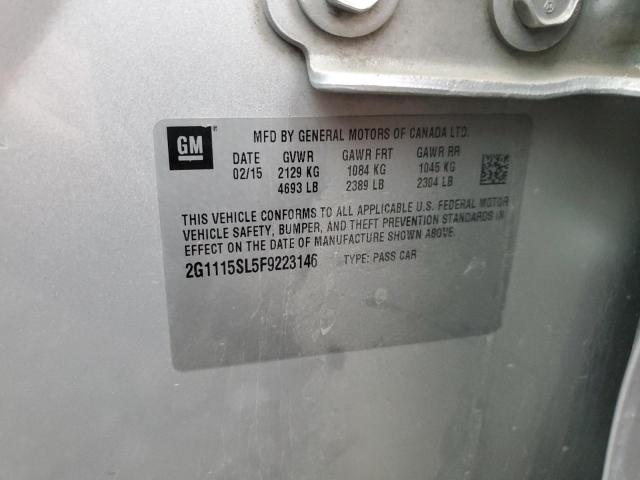 GM
MFD BY GENERAL MOTORS OF CANADA LTD.
DATE GVWR GAWR FRT GAWR RR
02/15 2129 KG 1084 KG 1045 KG
4693 LB 2389 LB 2304 LB
THIS VEHICLE CONFORMS TO ALL APPLICABLE U.S. FEDERAL MOTOR
VEHICLE SAFETY, BUMPER, AND THEFT PREVENTION STANDARDS IN
EFFECT ON THE DATE OF MANUFACTURE SHOWN ABOVE.
2G1115SL5F9223146 TYPE: PASS CAR